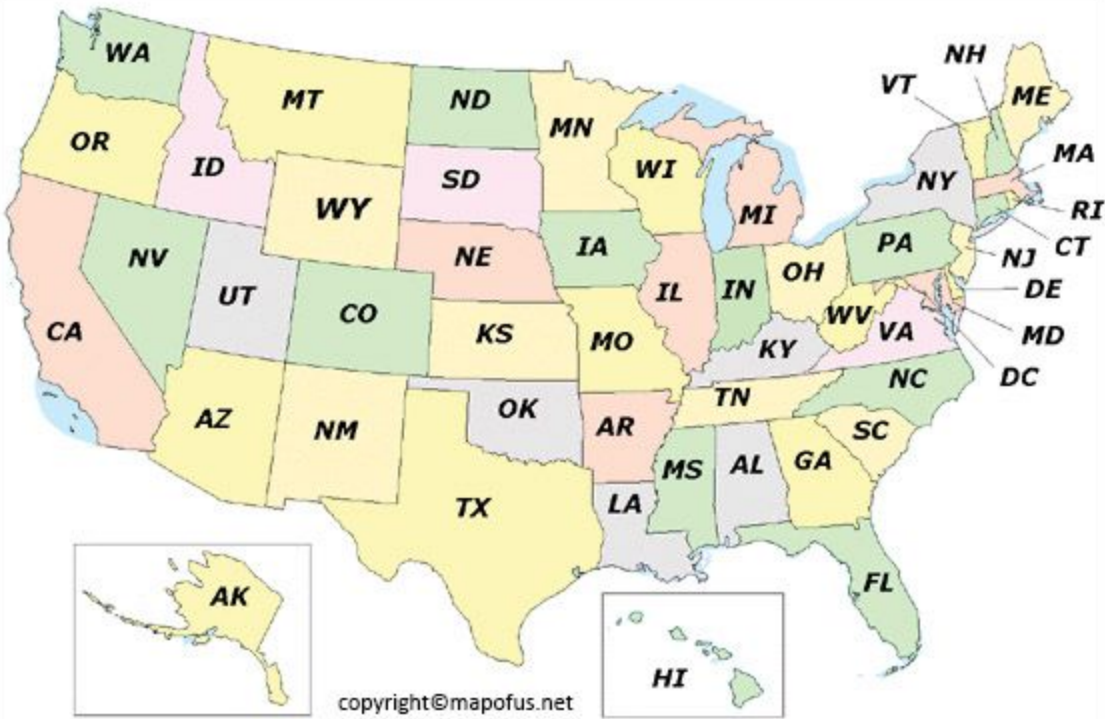 WA
MT
ND
MN
OR
ID
SD
WI
MI
WY
NE
IA
NV
UT
CO
KS
MO
IL
IN
OH
CA
AZ
NM
OK
AR
TX
LA
MS
AL
GA
SC
NC
TN
KY
WV
VA
PA
NY
VT
NH
ME
MA
RI
CT
NJ
DE
MD
DC
FL
AK
HI
copyright©mapofus.net